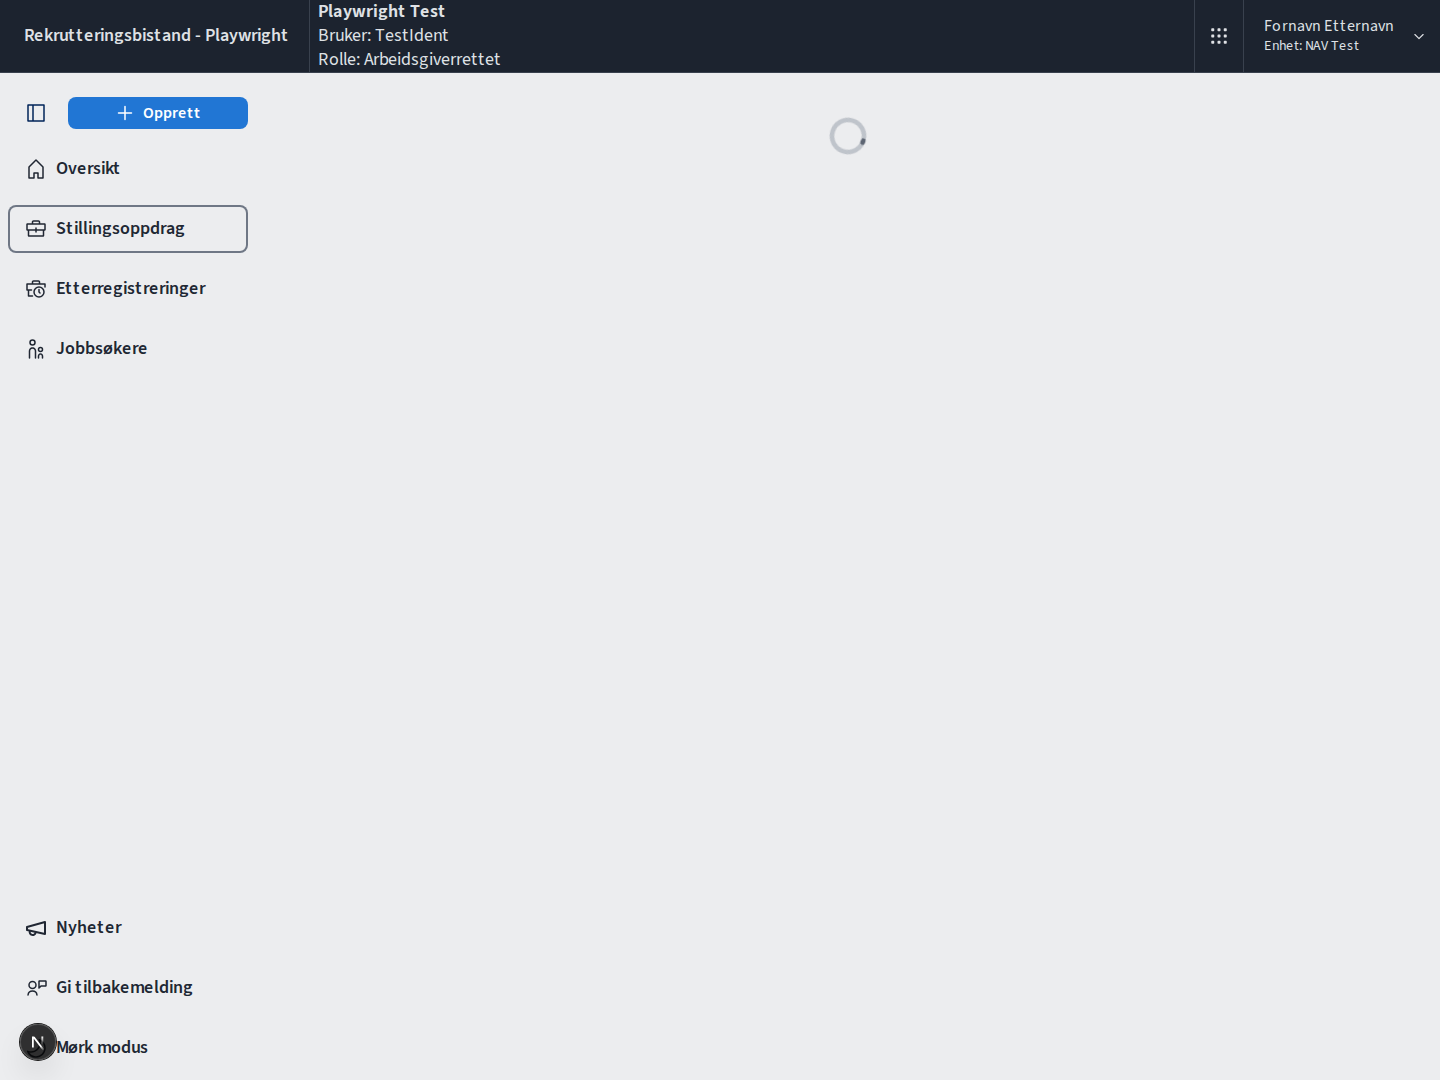 Rekrutteringsbistand - Playwright
Playwright Test
Bruker: TestIdent
Rolle: Arbeidsgiverrettet
Fornavn Etternavn
Enhet: NAV Test
Opprett
Oversikt
Stillingsoppdrag
Etterregistreringer
Jobbsøkere
Nyheter
Gi tilbakemelding
N
Mørk modus